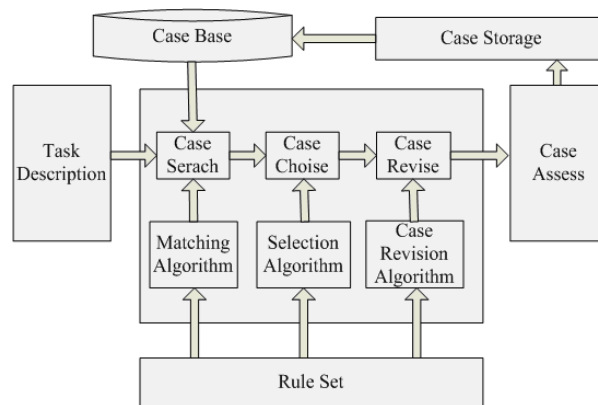 Case Base
Case Storage
Task
Description
Case
Serach
Case
Choise
Case
Revise
Case
Assess
Matching
Algorithm
Selection
Algorithm
Case
Revision
Algorithm
Rule Set